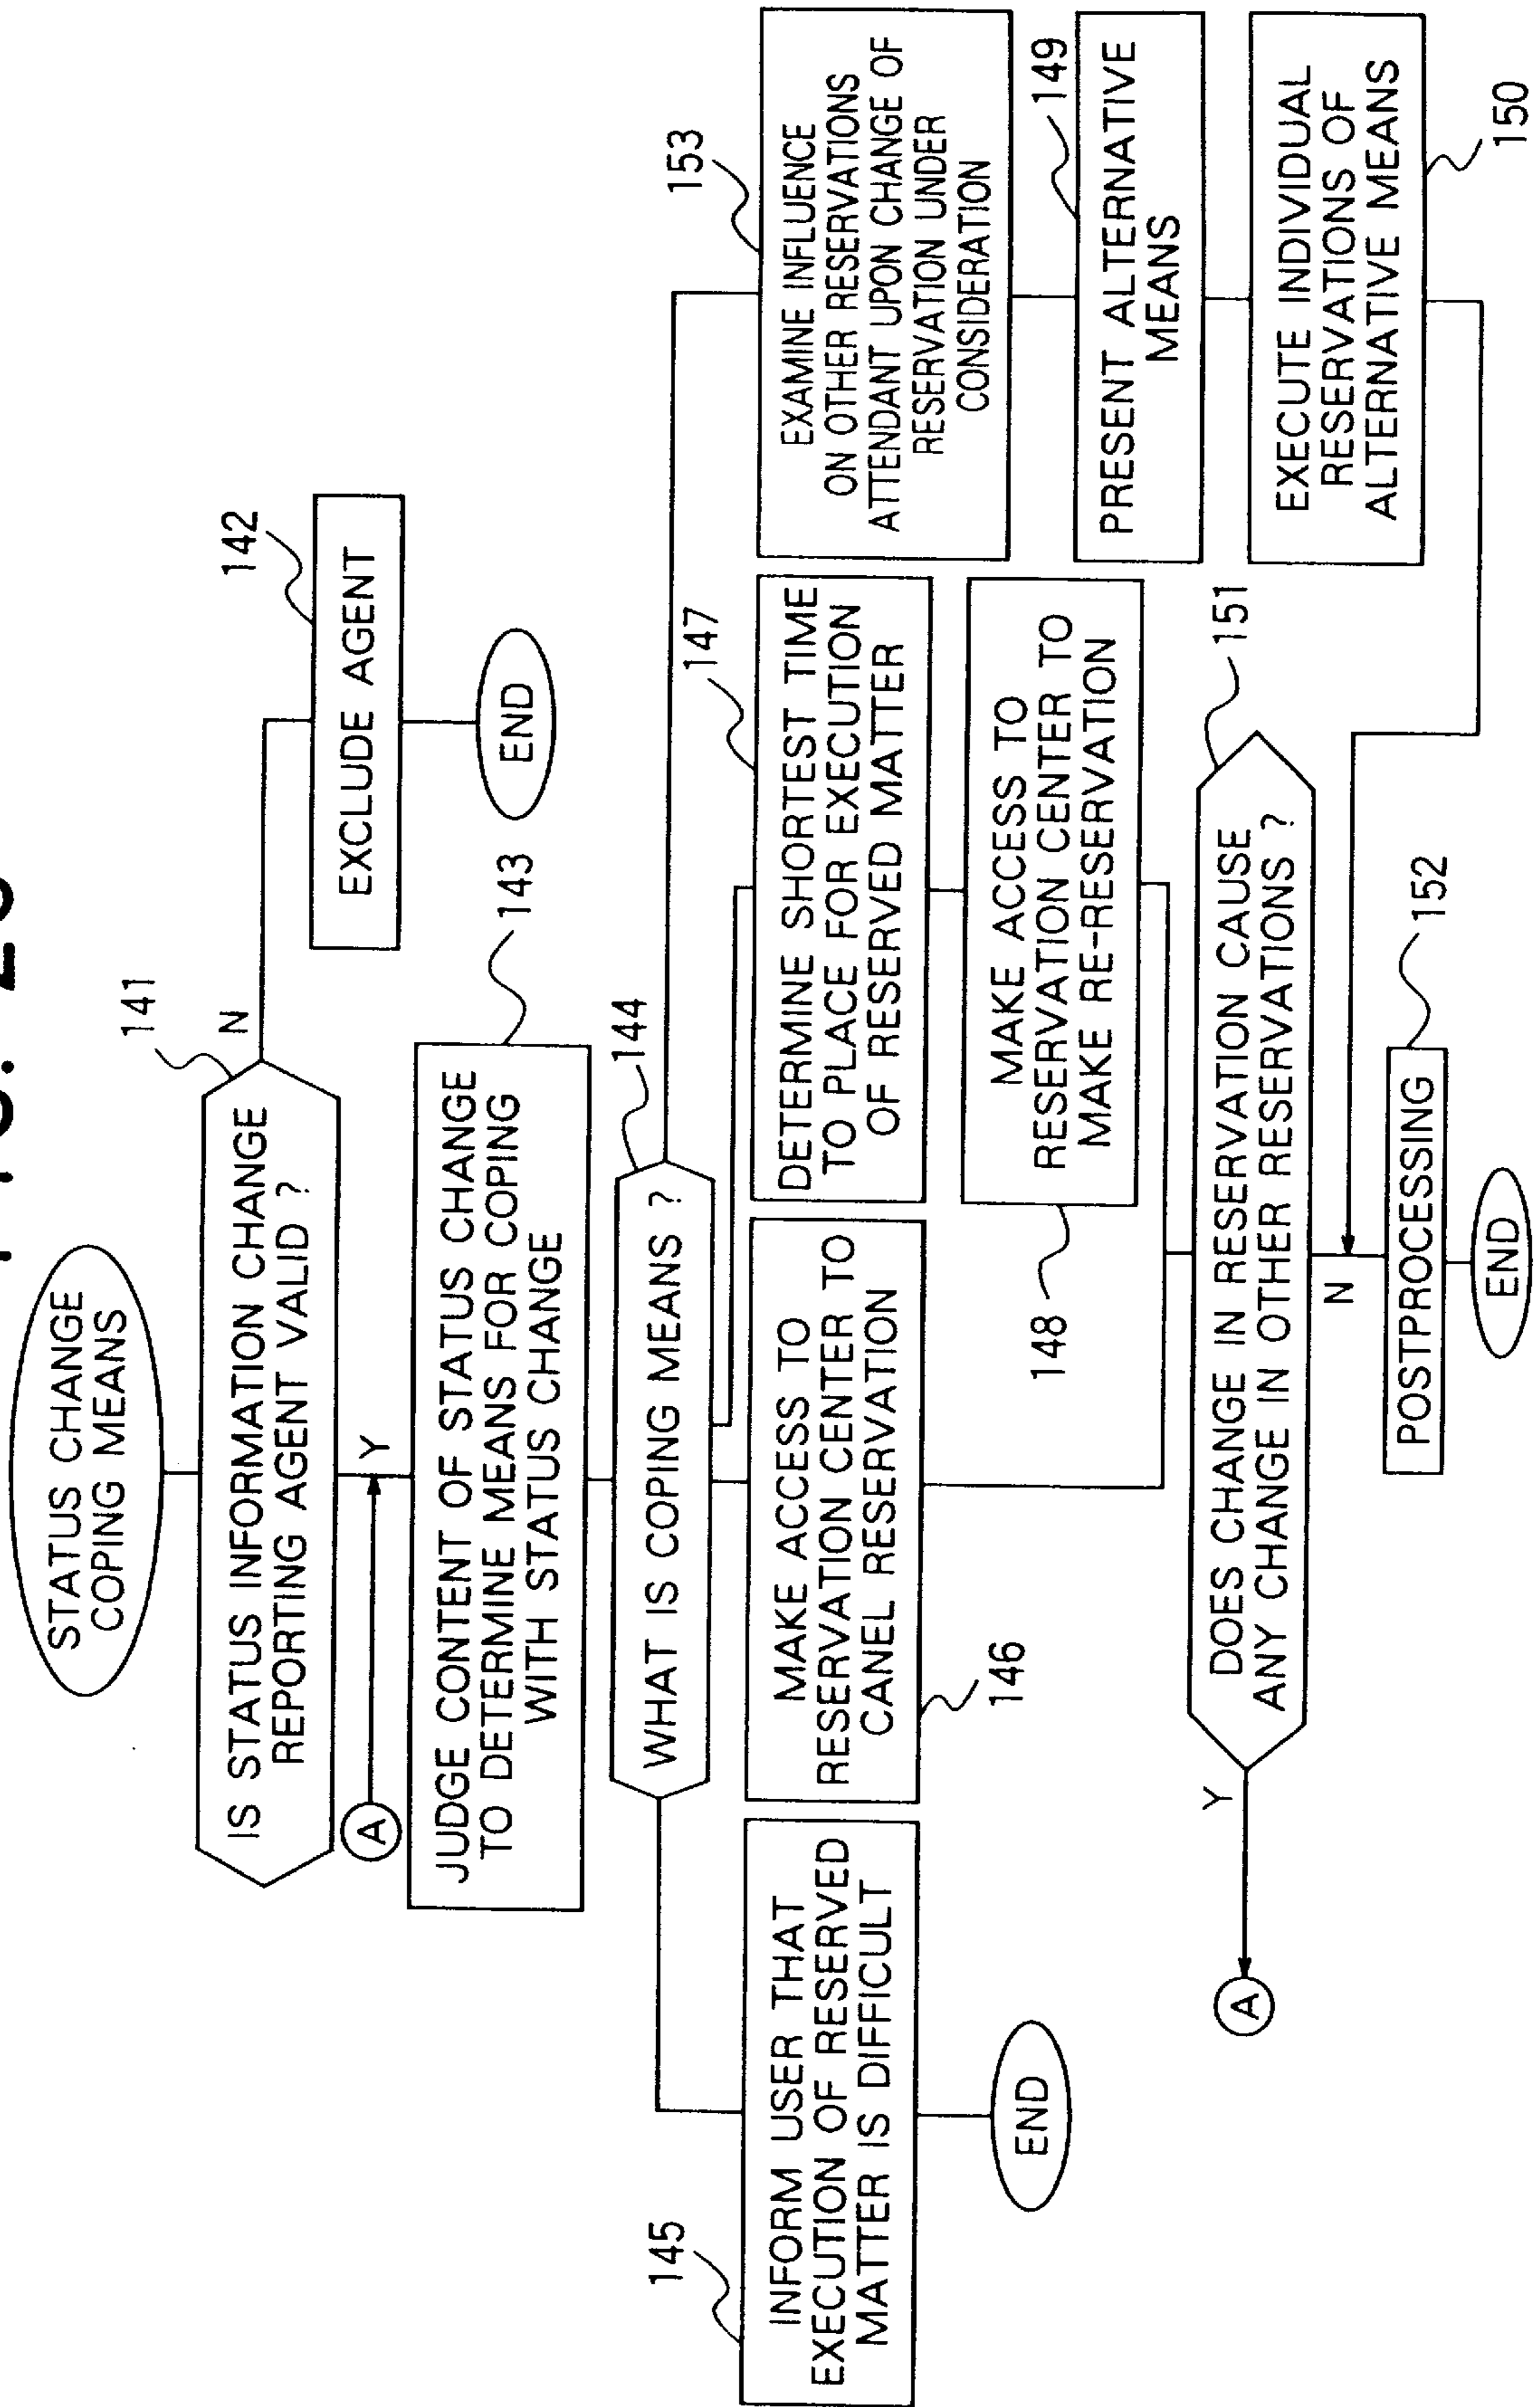 STATUS CHANGE
COPING MEANS
141
IS STATUS INFORMATION CHANGE
REPORTING AGENT VALID ?
N
142
EXCLUDE AGENT
END
Y
A
143
JUDGE CONTENT OF STATUS CHANGE
TO DETERMINE MEANS FOR COPING
WITH STATUS CHANGE
144
WHAT IS COPING MEANS ?
145
INFORM USER THAT
EXECUTION OF RESERVED
MATTER IS DIFFICULT
END
MAKE ACCESS TO
RESERVATION CENTER TO
CANEL RESERVATION
146
147
DETERMINE SHORTEST TIME
TO PLACE FOR EXECUTION
OF RESERVED MATTER
MAKE ACCESS TO
RESERVATION CENTER TO
MAKE RE-RESERVATION
148
153
EXAMINE INFLUENCE
ON OTHER RESERVATIONS
ATTENDANT UPON CHANGE OF
RESERVATION UNDER
CONSIDERATION
149
PRESENT ALTERNATIVE
MEANS
EXECUTE INDIVIDUAL
RESERVATIONS OF
ALTERNATIVE MEANS
150
151
DOES CHANGE IN RESERVATION CAUSE
ANY CHANGE IN OTHER RESERVATIONS ?
Y
A
N
152
POSTPROCESSING
END